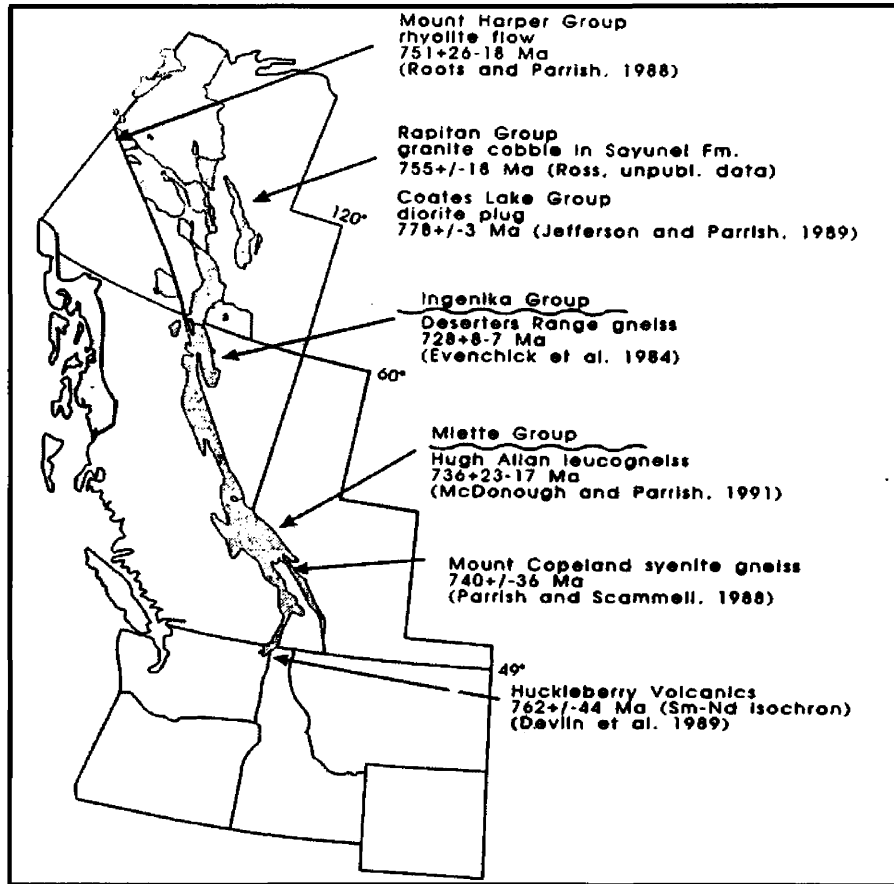 Mount Harper Group
rhyolite flow
751+26-18 Ma
(Roots and Parrish, 1988)
Rapitan Group
granite cobble in Sayunei Fm.
755+/-18 Ma (Ross, unpubl. data)
Coates Lake Group
diorite plug
778+/-3 Ma (Jefferson and Parrish, 1989)
120°
Ingenika Group
Deserters Range gneiss
728+8-7 Ma
(Evenchick et al. 1984)
60°
Miette Group
Hugh Allan leucogneiss
736+23-17 Ma
(McDonough and Parrish, 1991)
Mount Copeland syenite gneiss
740+/-36 Ma
(Parrish and Scammell, 1988)
49°
Huckleberry Volcanics
762+/-44 Ma (Sm-Nd isochron)
(Devlin et al. 1989)